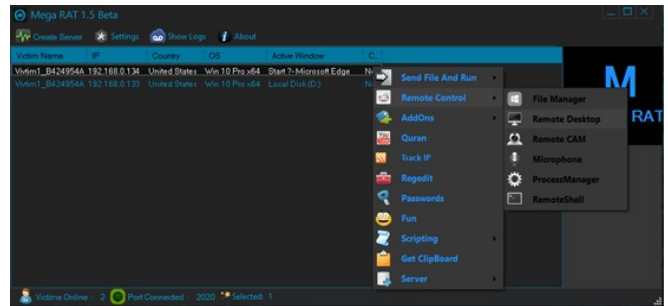 Mega RAT 1.5 Beta
Create Server Settings Show Logs About
Victim Name IP Country OS Active Window C..
Victim1_B424954A 192.168.0.134 United States Win 10 Pro x64 Start ?- Microsoft Edge
Victim1_B424954A 192.168.0.133 United States Win 10 Pro x64 Local Disk (D:)
Send File And Run
Remote Control
AddOns
Quran
Track IP
Regedit
Passwords
Fun
Scripting
Get ClipBoard
Server
File Manager
Remote Desktop
Remote CAM
Microphone
ProcessManager
RemoteShell
M
RAT
Victims Online : 2 Port Connected : 2020 Selected: 1